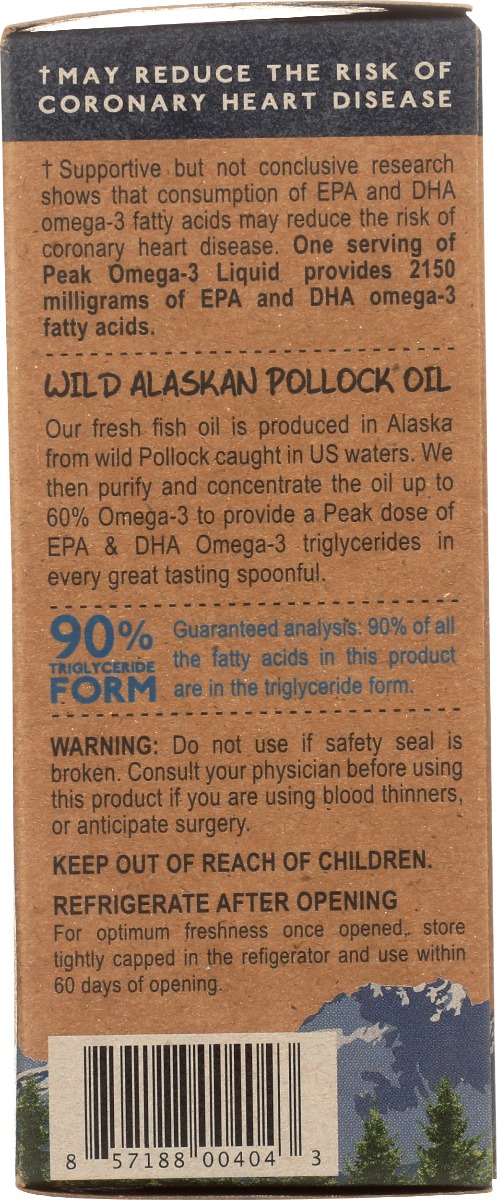 †MAY REDUCE THE RISK OF
CORONARY HEART DISEASE
† Supportive but not conclusive research
shows that consumption of EPA and DHA
omega-3 fatty acids may reduce the risk of
coronary heart disease. One serving of
Peak Omega-3 Liquid provides 2150
milligrams of EPA and DHA omega-3
fatty acids.
WILD ALASKAN POLLOCK OIL
Our fresh fish oil is produced in Alaska
from wild Pollock caught in US waters. We
then purify and concentrate the oil up to
60% Omega-3 to provide a Peak dose of
EPA & DHA Omega-3 triglycerides in
every great tasting spoonful.
90%
TRIGLYCERIDE
FORM
Guaranteed analysis: 90% of all
the fatty acids in this product
are in the triglyceride form.
WARNING: Do not use if safety seal is
broken. Consult your physician before using
this product if you are using blood thinners,
or anticipate surgery.
KEEP OUT OF REACH OF CHILDREN.
REFRIGERATE AFTER OPENING
For optimum freshness once opened, store
tightly capped in the refigerator and use within
60 days of opening.
8 57188 00404 3